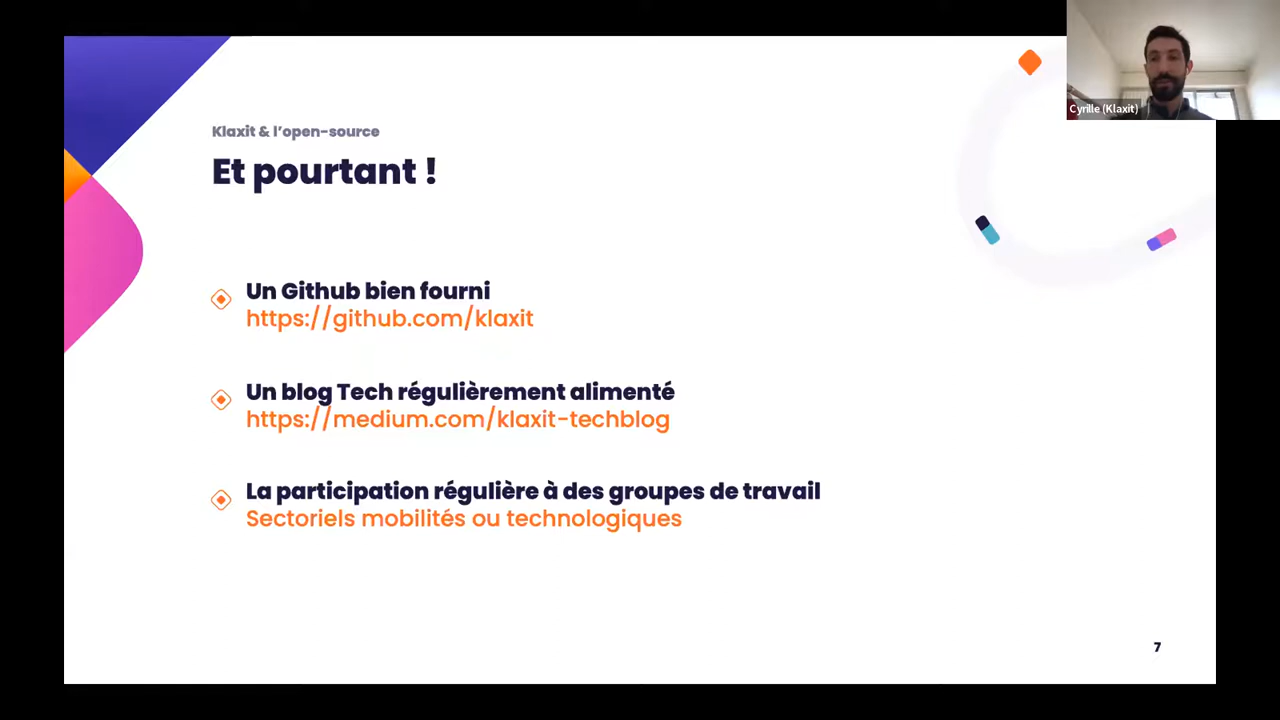 Cyrille (Klaxit)
Klaxit & l'open-source
Et pourtant !
Un Github bien fourni
https://github.com/klaxit
Un blog Tech régulièrement alimenté
https://medium.com/klaxit-techblog
La participation régulière à des groupes de travail
Sectoriels mobilités ou technologiques
7